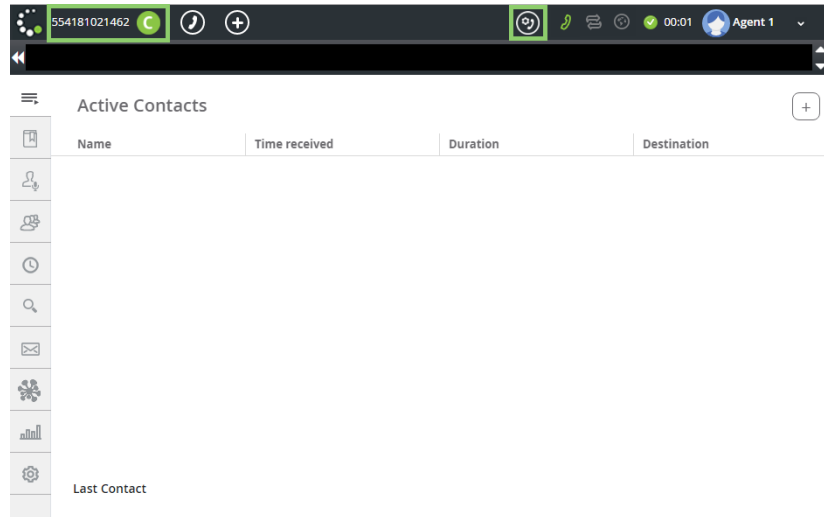 554181021462 C 00:01 Agent 1
Active Contacts
+
Name Time received Duration Destination
Last Contact